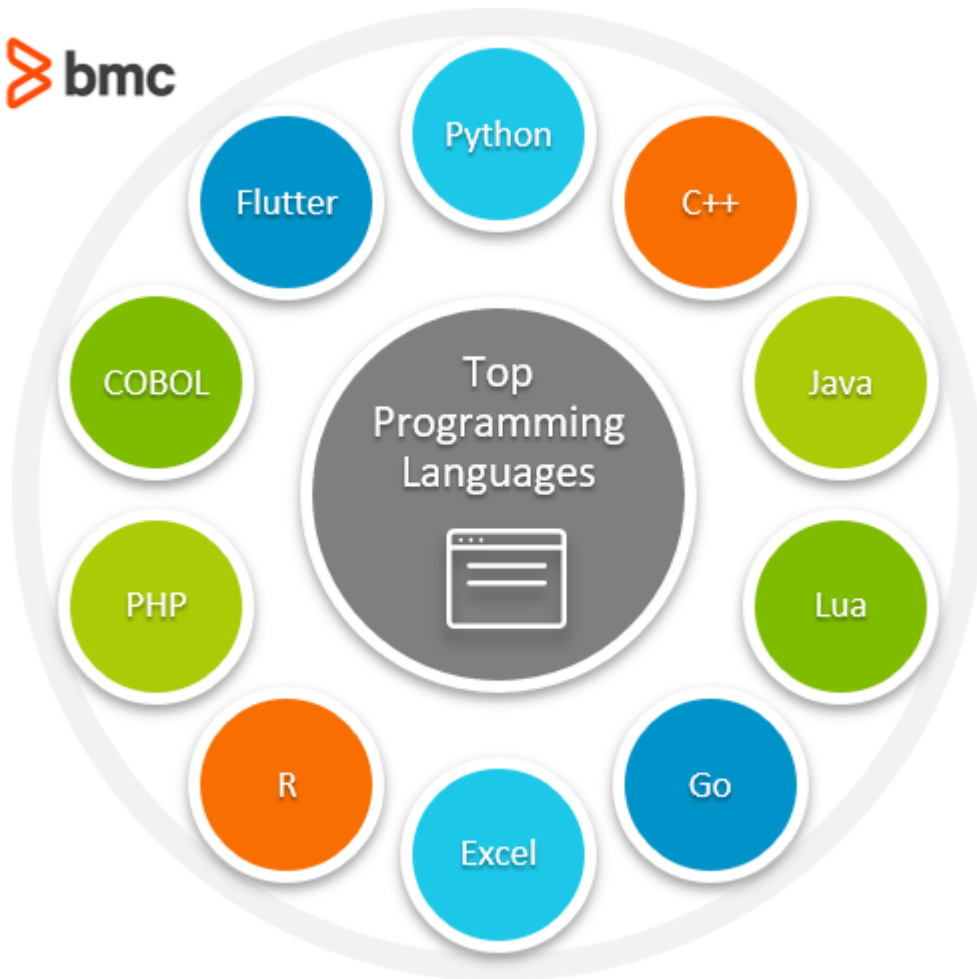 bmc
Python
Flutter
C++
COBOL
Java
Top
Programming
Languages
PHP
Lua
R
Go
Excel